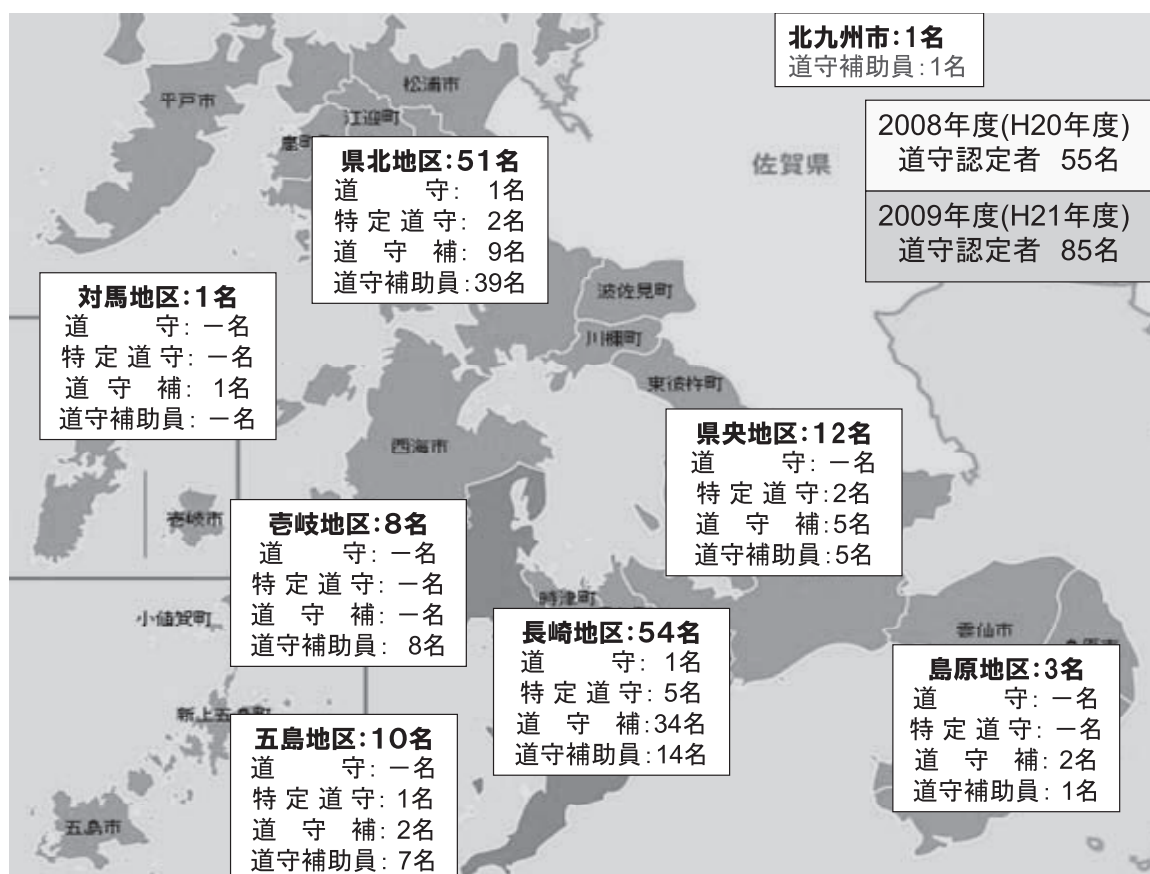 北九州市:1名
道守補助員:1名
2008年度(H20年度)
道守認定者 55名
2009年度(H21年度)
道守認定者 85名
佐賀県
平戸市
松浦市
江迎町
県北地区:51名
道守: 1名
特定道守: 2名
道守補: 9名
道守補助員:39名
対馬地区:1名
道守: ー名
特定道守: ー名
道守補: 1名
道守補助員: ー名
波佐見町
川棚町
東彼杵町
西海市
県央地区:12名
道守: ー名
特定道守:2名
道守補:5名
道守補助員:5名
壱岐市
壱岐地区:8名
道守: ー名
特定道守: ー名
道守補: ー名
道守補助員: 8名
小値賀町
時津町
長崎地区:54名
道守: 1名
特定道守: 5名
道守補:34名
道守補助員:14名
雲仙市
島原地区:3名
道守: ー名
特定道守: ー名
道守補: 2名
道守補助員: 1名
新上五島町
五島地区:10名
道守: ー名
特定道守: 1名
道守補: 2名
道守補助員: 7名
五島市